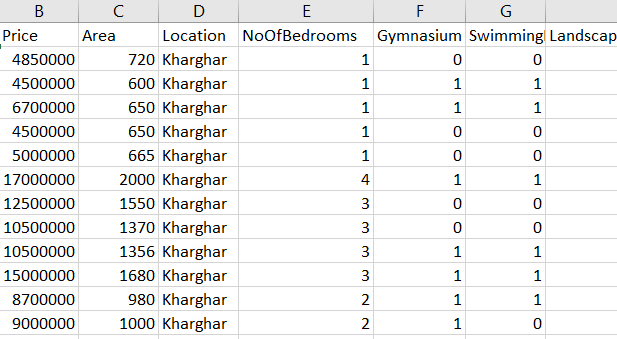 B C D E F G
Price Area Location NoOfBedrooms Gymnasium Swimming Landscap
4850000 720 Kharghar 1 0 0
4500000 600 Kharghar 1 1 1
6700000 650 Kharghar 1 1 1
4500000 650 Kharghar 1 0 0
5000000 665 Kharghar 1 0 0
17000000 2000 Kharghar 4 1 1
12500000 1550 Kharghar 3 0 0
10500000 1370 Kharghar 3 0 0
10500000 1356 Kharghar 3 1 1
15000000 1680 Kharghar 3 1 1
8700000 980 Kharghar 2 1 1
9000000 1000 Kharghar 2 1 0